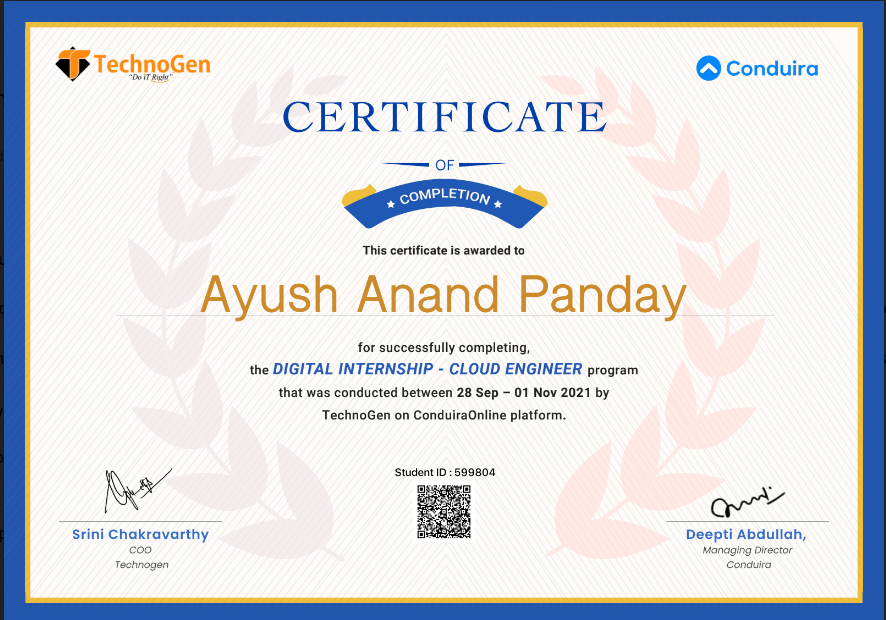 TechnoGen
"Do iT Right"
Conduira
CERTIFICATE
OF
COMPLETION
This certificate is awarded to
Ayush Anand Panday
for successfully completing,
the DIGITAL INTERNSHIP - CLOUD ENGINEER program
that was conducted between 28 Sep – 01 Nov 2021 by
TechnoGen on ConduiraOnline platform.
Student ID : 599804
Srini Chakravarthy
COO
Technogen
Deepti Abdullah,
Managing Director
Conduira